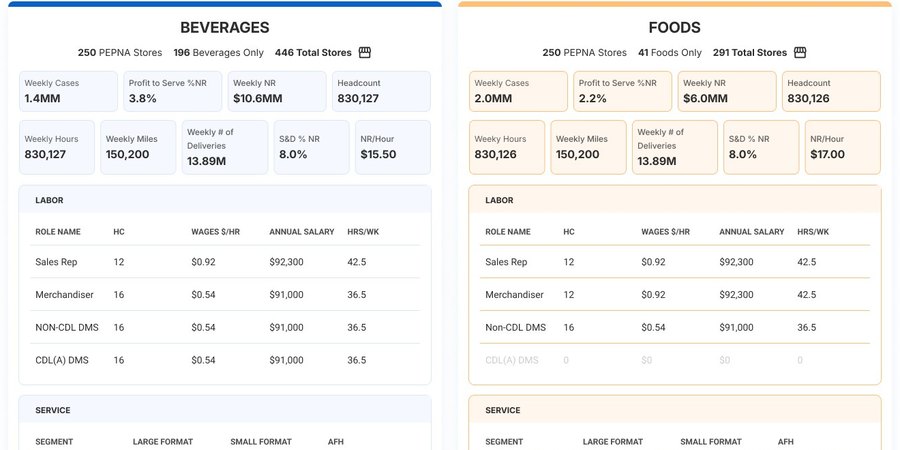 BEVERAGES
250 PEPNA Stores 196 Beverages Only 446 Total Stores
Weekly Cases Profit to Serve %NR Weekly NR Headcount
1.4MM 3.8% $10.6MM 830,127
Weekly Hours Weekly Miles Weekly # of Deliveries S&D % NR NR/Hour
830,127 150,200 13.89M 8.0% $15.50
LABOR
ROLE NAME HC WAGES $/HR ANNUAL SALARY HRS/WK
Sales Rep 12 $0.92 $92,300 42.5
Merchandiser 16 $0.54 $91,000 36.5
NON-CDL DMS 16 $0.54 $91,000 36.5
CDL(A) DMS 16 $0.54 $91,000 36.5
SERVICE
SEGMENT LARGE FORMAT SMALL FORMAT AFH
FOODS
250 PEPNA Stores 41 Foods Only 291 Total Stores
Weekly Cases Profit to Serve %NR Weekly NR Headcount
2.0MM 2.2% $6.0MM 830,126
Weekly Hours Weekly Miles Weekly # of Deliveries S&D % NR NR/Hour
830,126 150,200 13.89M 8.0% $17.00
LABOR
ROLE NAME HC WAGES $/HR ANNUAL SALARY HRS/WK
Sales Rep 12 $0.92 $92,300 42.5
Merchandiser 12 $0.92 $92,300 42.5
Non-CDL DMS 16 $0.54 $91,000 36.5
CDL(A) DMS 0 $0 $0 0
SERVICE
SEGMENT LARGE FORMAT SMALL FORMAT AFH